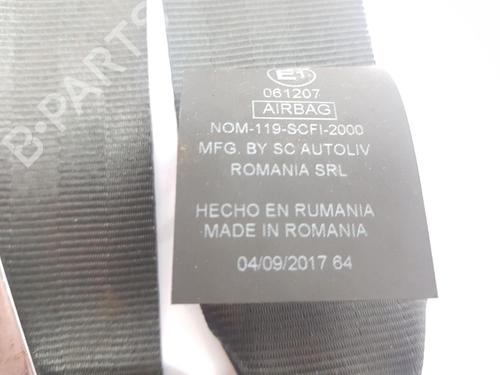 B-PARTS
E1
061207
AIRBAG
NOM-119-SCFI-2000
MFG. BY SC AUTOLIV
ROMANIA SRL
HECHO EN RUMANIA
MADE IN ROMANIA
04/09/2017 64